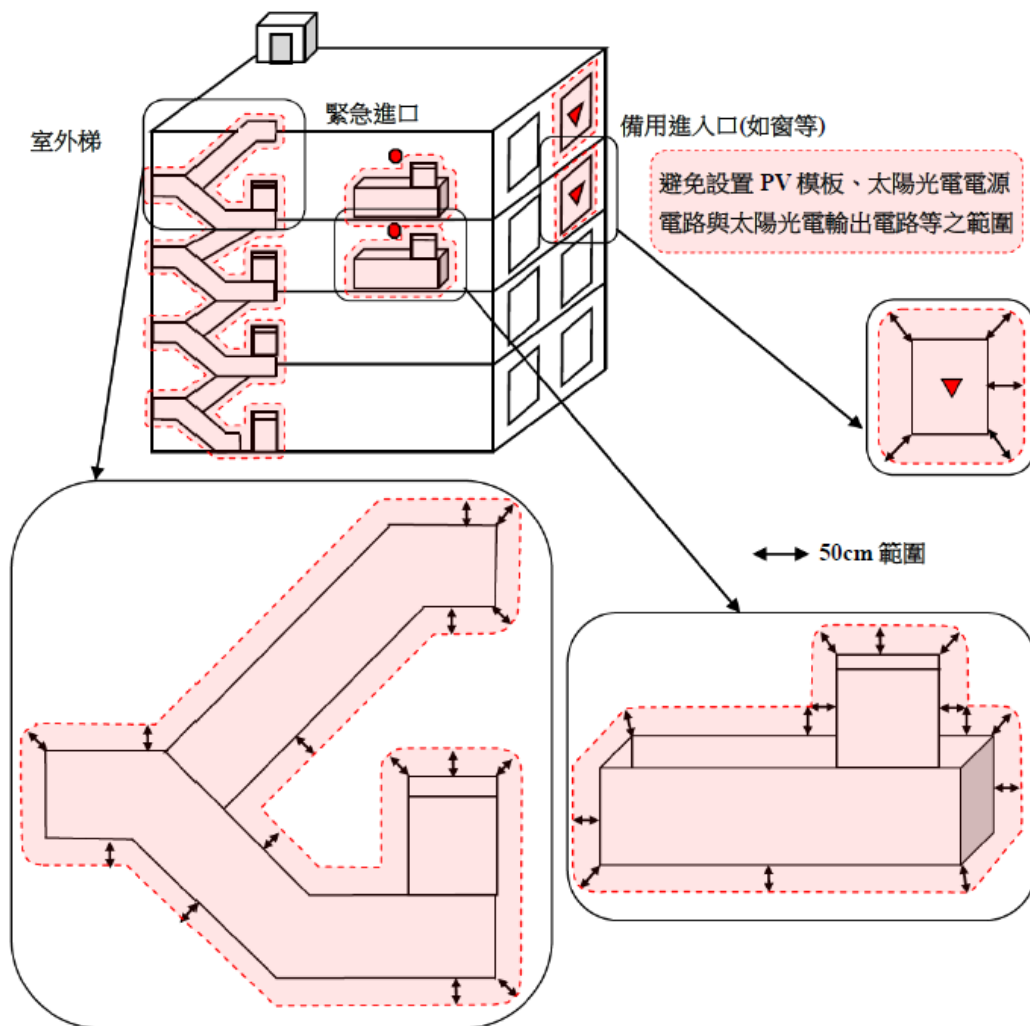 室外梯
緊急進口
備用進入口(如窗等)
避免設置 PV 模板、太陽光電電源
電路與太陽光電輸出電路等之範圍
50cm 範圍